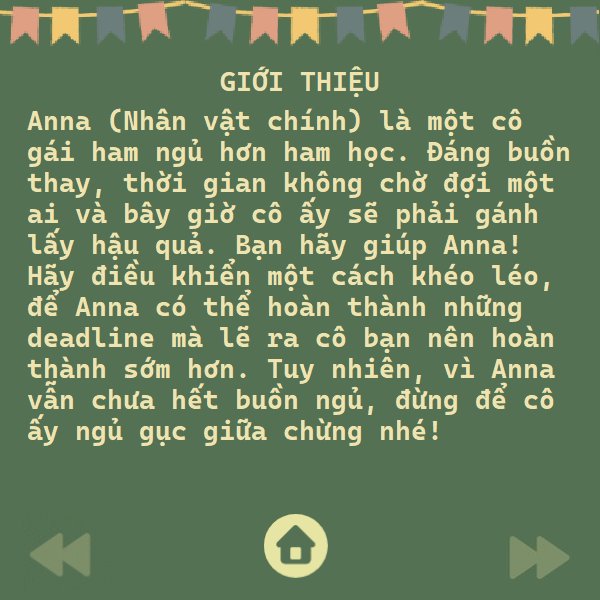 GIỚI THIỆU
Anna (Nhân vật chính) là một cô
gái ham ngủ hơn ham học. Đáng buồn
thay, thời gian không chờ đợi một
ai và bây giờ cô ấy sẽ phải gánh
lấy hậu quả. Bạn hãy giúp Anna!
Hãy điều khiển một cách khéo léo,
để Anna có thể hoàn thành những
deadline mà lẽ ra cô bạn nên hoàn
thành sớm hơn. Tuy nhiên, vì Anna
vẫn chưa hết buồn ngủ, đừng để cô
ấy ngủ gục giữa chừng nhé!